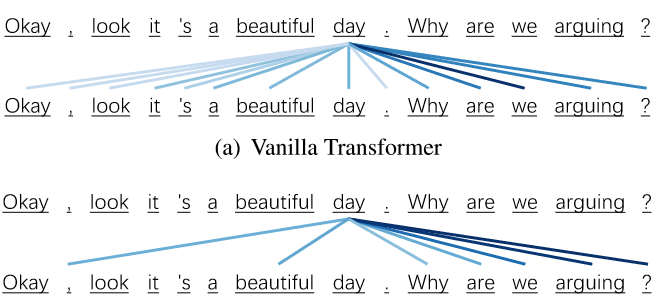 Okay , look it 's a beautiful day . Why are we arguing ?
Okay , look it 's a beautiful day . Why are we arguing ?
(a) Vanilla Transformer
Okay , look it 's a beautiful day . Why are we arguing ?
Okay , look it 's a beautiful day . Why are we arguing ?